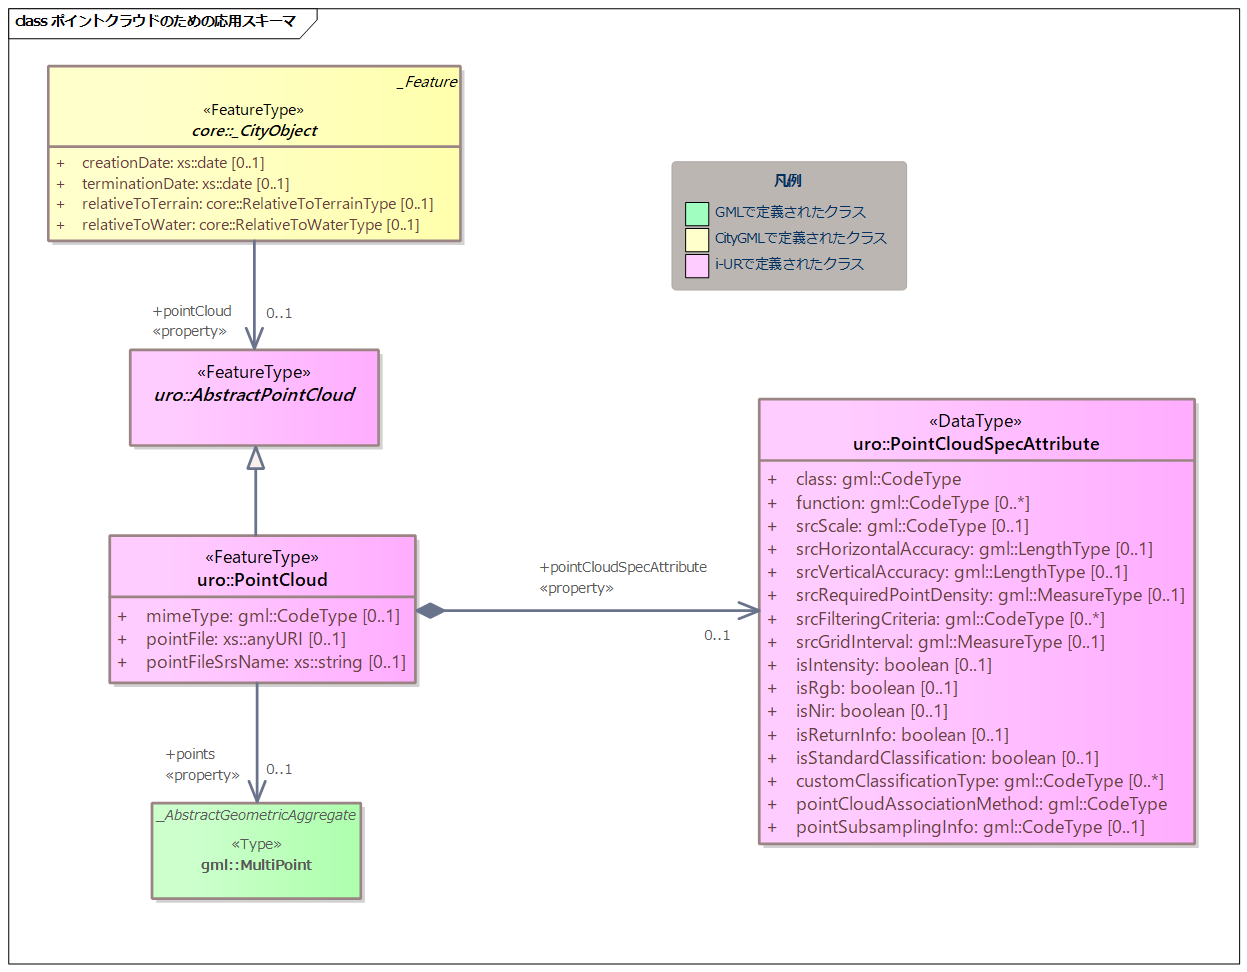 class ポイントクラウドのための応用スキーマ
_Feature
«FeatureType»
core::_CityObject
+ creationDate: xs::date [0..1]
+ terminationDate: xs::date [0..1]
+ relativeToTerrain: core::RelativeToTerrainType [0..1]
+ relativeToWater: core::RelativeToWaterType [0..1]
凡例
GMLで定義されたクラス
CityGMLで定義されたクラス
i-URで定義されたクラス
+pointCloud
«property»
0..1
«FeatureType»
uro::AbstractPointCloud
«FeatureType»
uro::PointCloud
+ mimeType: gml::CodeType [0..1]
+ pointFile: xs::anyURI [0..1]
+ pointFileSrsName: xs::string [0..1]
+pointCloudSpecAttribute
«property»
0..1
«DataType»
uro::PointCloudSpecAttribute
+ class: gml::CodeType
+ function: gml::CodeType [0..*]
+ srcScale: gml::CodeType [0..1]
+ srcHorizontalAccuracy: gml::LengthType [0..1]
+ srcVerticalAccuracy: gml::LengthType [0..1]
+ srcRequiredPointDensity: gml::MeasureType [0..1]
+ srcFilteringCriteria: gml::CodeType [0..*]
+ srcGridInterval: gml::MeasureType [0..1]
+ isIntensity: boolean [0..1]
+ isRgb: boolean [0..1]
+ isNir: boolean [0..1]
+ isReturnInfo: boolean [0..1]
+ isStandardClassification: boolean [0..1]
+ customClassificationType: gml::CodeType [0..*]
+ pointCloudAssociationMethod: gml::CodeType
+ pointSubsamplingInfo: gml::CodeType [0..1]
+points
«property»
0..1
_AbstractGeometricAggregate
«Type»
gml::MultiPoint